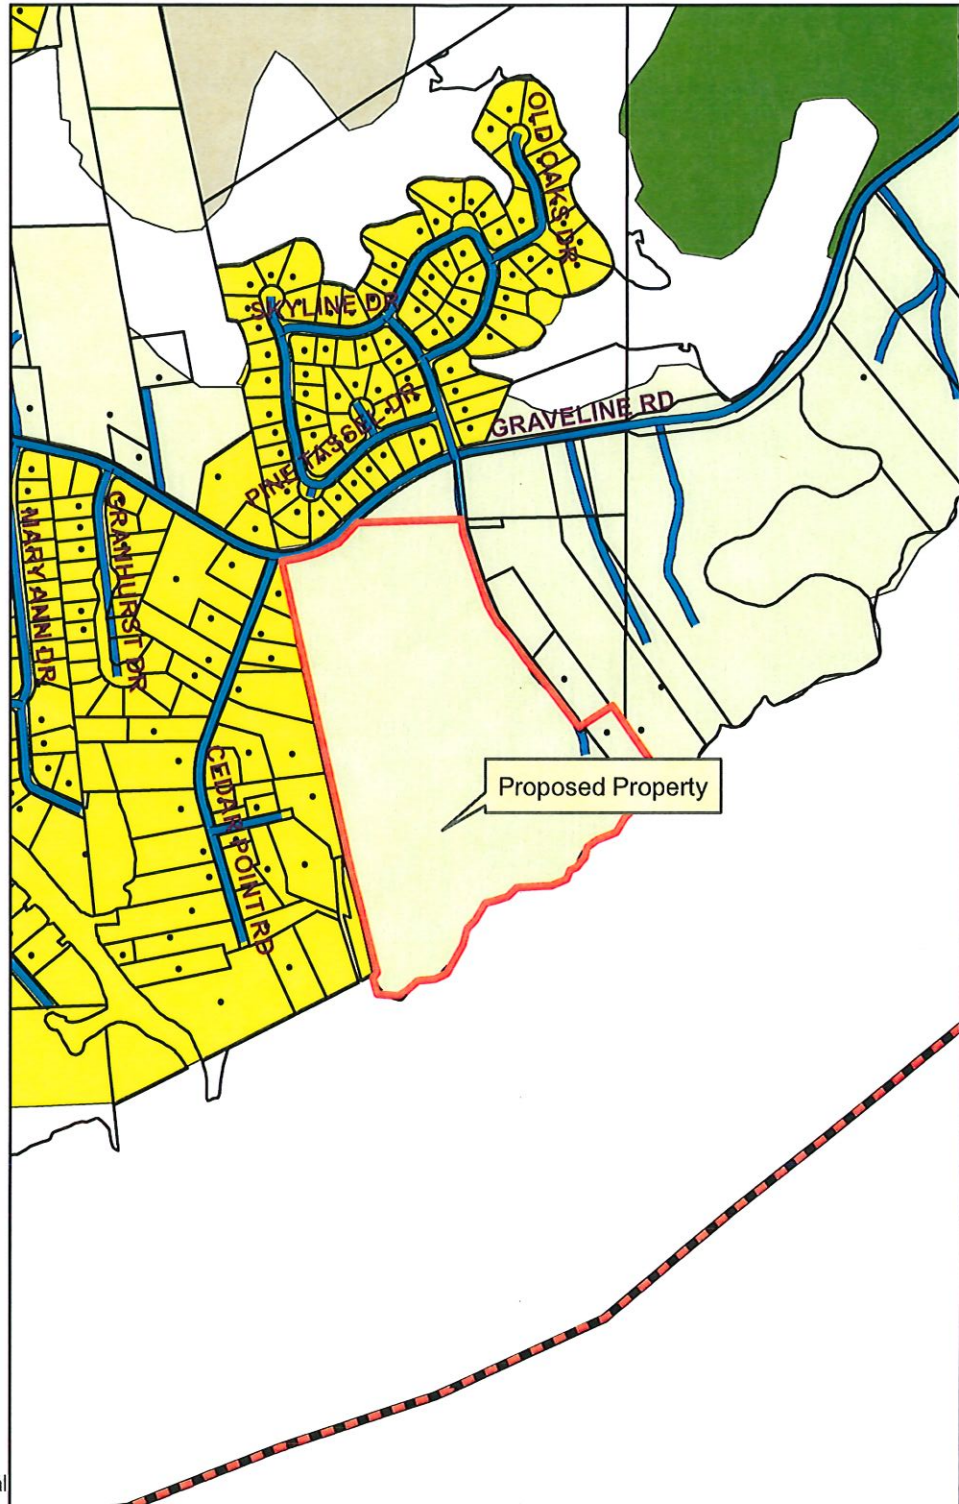 OLD OAKS DR
SKYLINE DR
PINE TASSEL DR
GRAVELINE RD
MARY ANN DR
GRANHURST DR
CEDAR POINT RD
Proposed Property